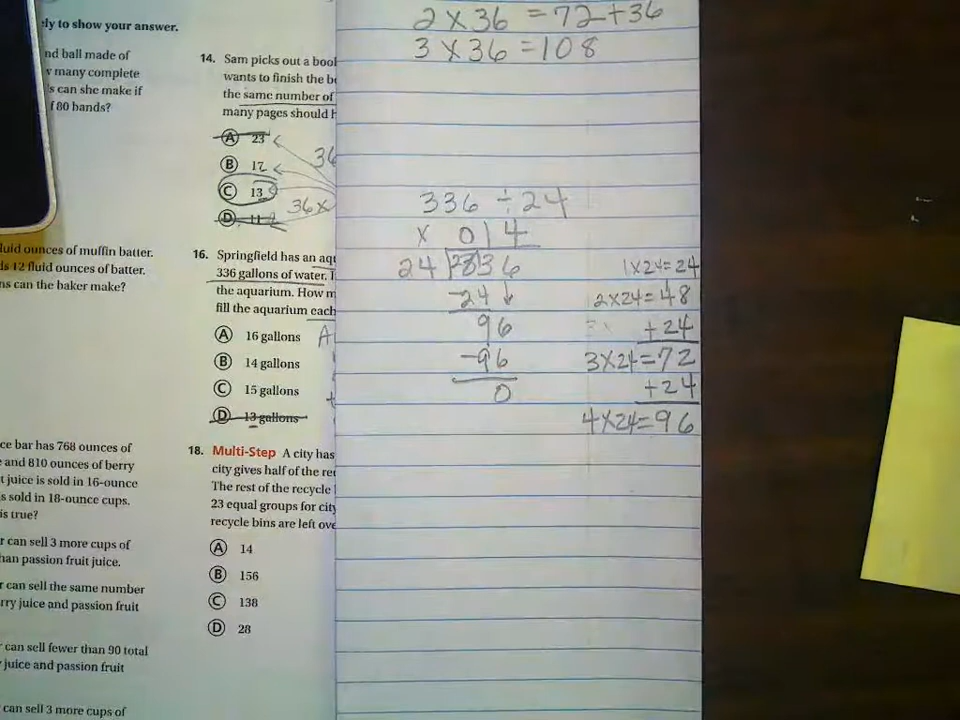 ly to show your answer.
nd ball made of
many complete
s can she make if
f 80 bands?
luid ounces of muffin batter.
s 12 fluid ounces of batter.
ns can the baker make?
ce bar has 768 ounces of
and 810 ounces of berry
t juice is sold in 16-ounce
s sold in 18-ounce cups.
is true?
r can sell 3 more cups of
han passion fruit juice.
r can sell the same number
rry juice and passion fruit
r can sell fewer than 90 total
juice and passion fruit
can sell 3 more cups of
14. Sam picks out a bool
wants to finish the b
the same number of
many pages should h
A 23
B 17
C 13
D 11
36
36 x
16. Springfield has an aqu
336 gallons of water.
the aquarium. How m
fill the aquarium each
A 16 gallons
B 14 gallons
C 15 gallons
D 13 gallons
18. Multi-Step A city has
city gives half of the re
The rest of the recycle
23 equal groups for city
recycle bins are left ove
A 14
B 156
C 138
D 28
2 x 36 = 72 + 36
3 x 36 = 108
336 ÷ 24
x 014
24 336
-24
96
-96
0
1x24=24
2x24=48
+24
3x24=72
+24
4x24=96